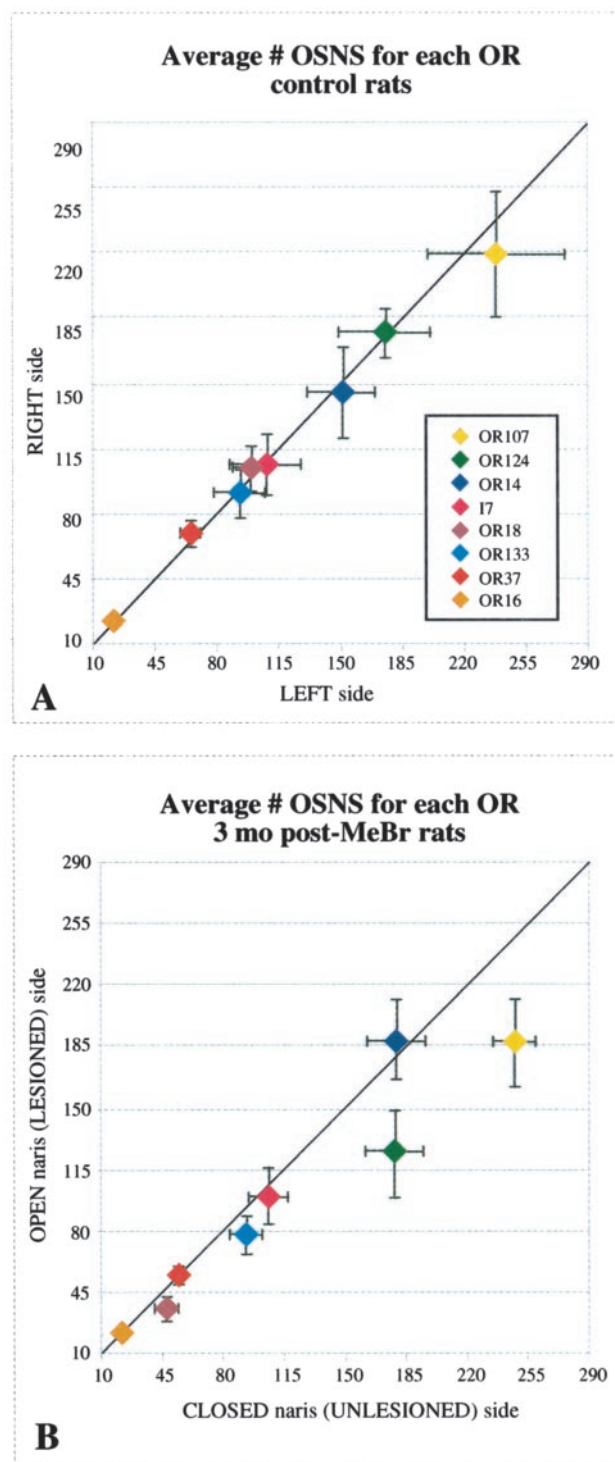 Average # OSNS for each OR
control rats
290
255
220
185
150
115
80
45
10
RIGHT side
OR107
OR124
OR14
I7
OR18
OR133
OR37
OR16
10 45 80 115 150 185 220 255 290
LEFT side
A
Average # OSNS for each OR
3 mo post-MeBr rats
290
255
220
185
150
115
80
45
10
OPEN naris (LESIONED) side
10 45 80 115 150 185 220 255 290
CLOSED naris (UNLESIONED) side
B